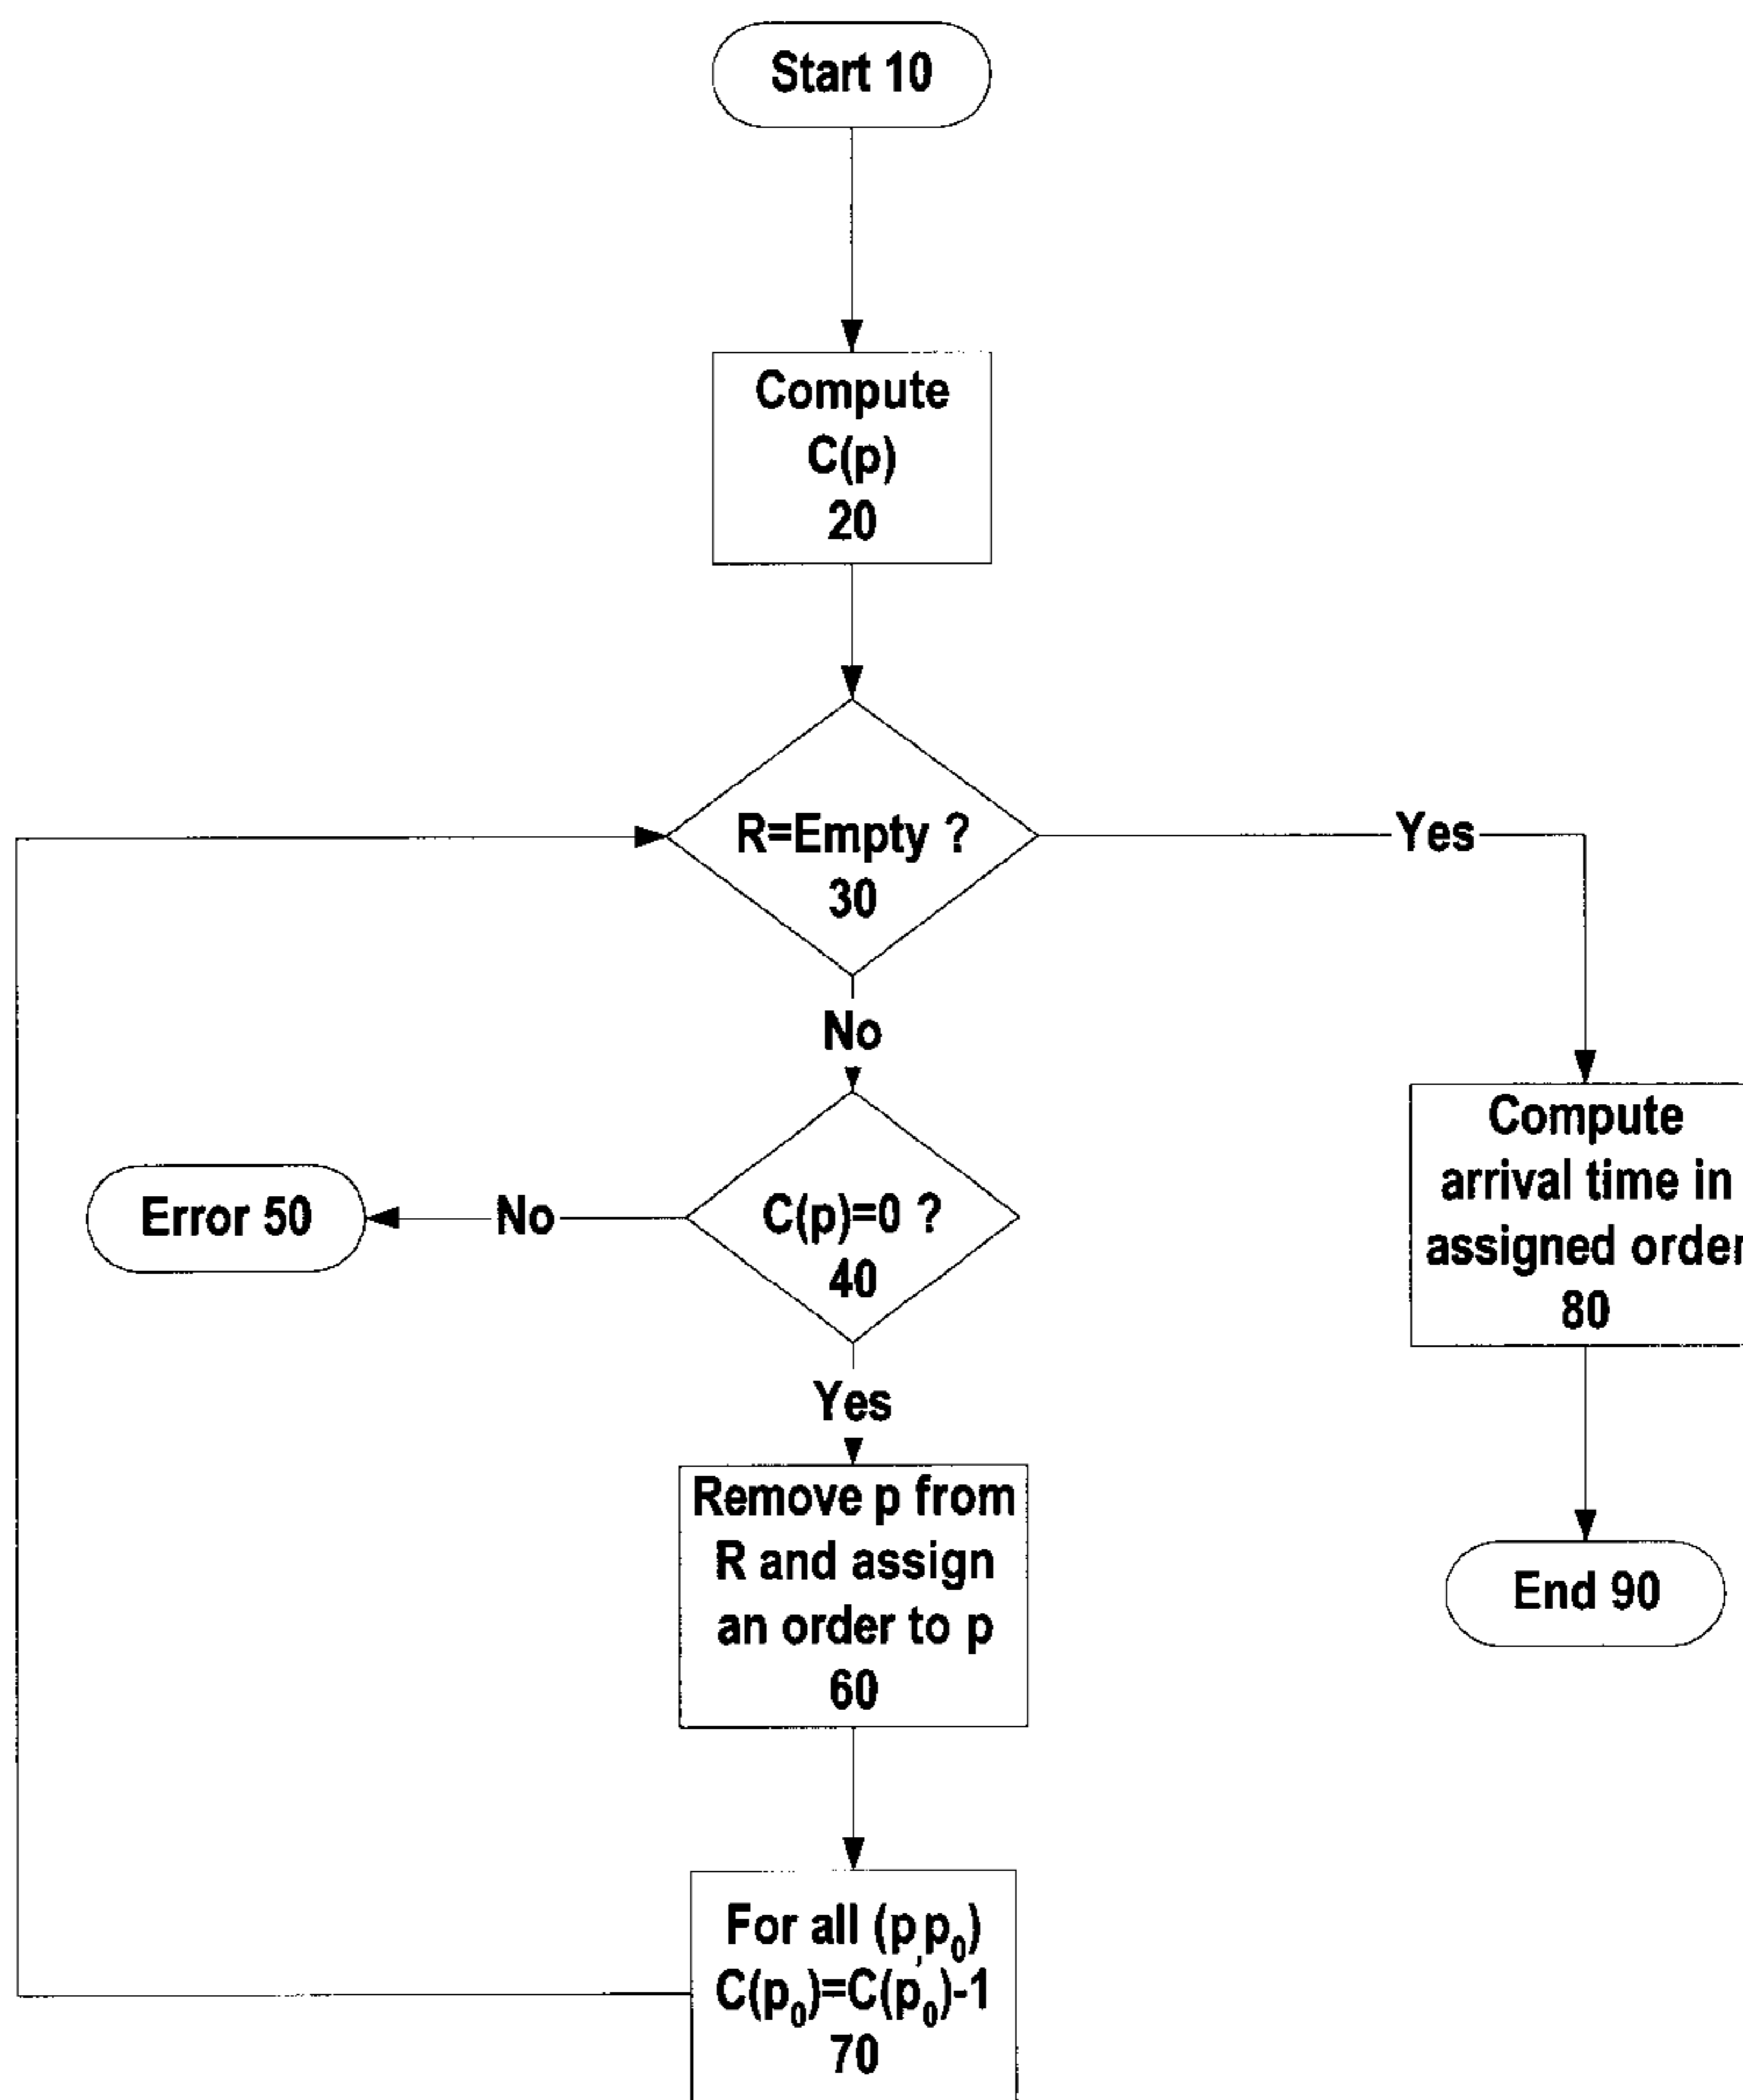 Start 10
Compute
C(p)
20
R=Empty ?
30
Yes
No
C(p)=0 ?
40
No
Error 50
Yes
Compute
arrival time in
assigned order
80
Remove p from
R and assign
an order to p
60
End 90
For all (p,p₀)
C(p₀)=C(p₀)-1
70